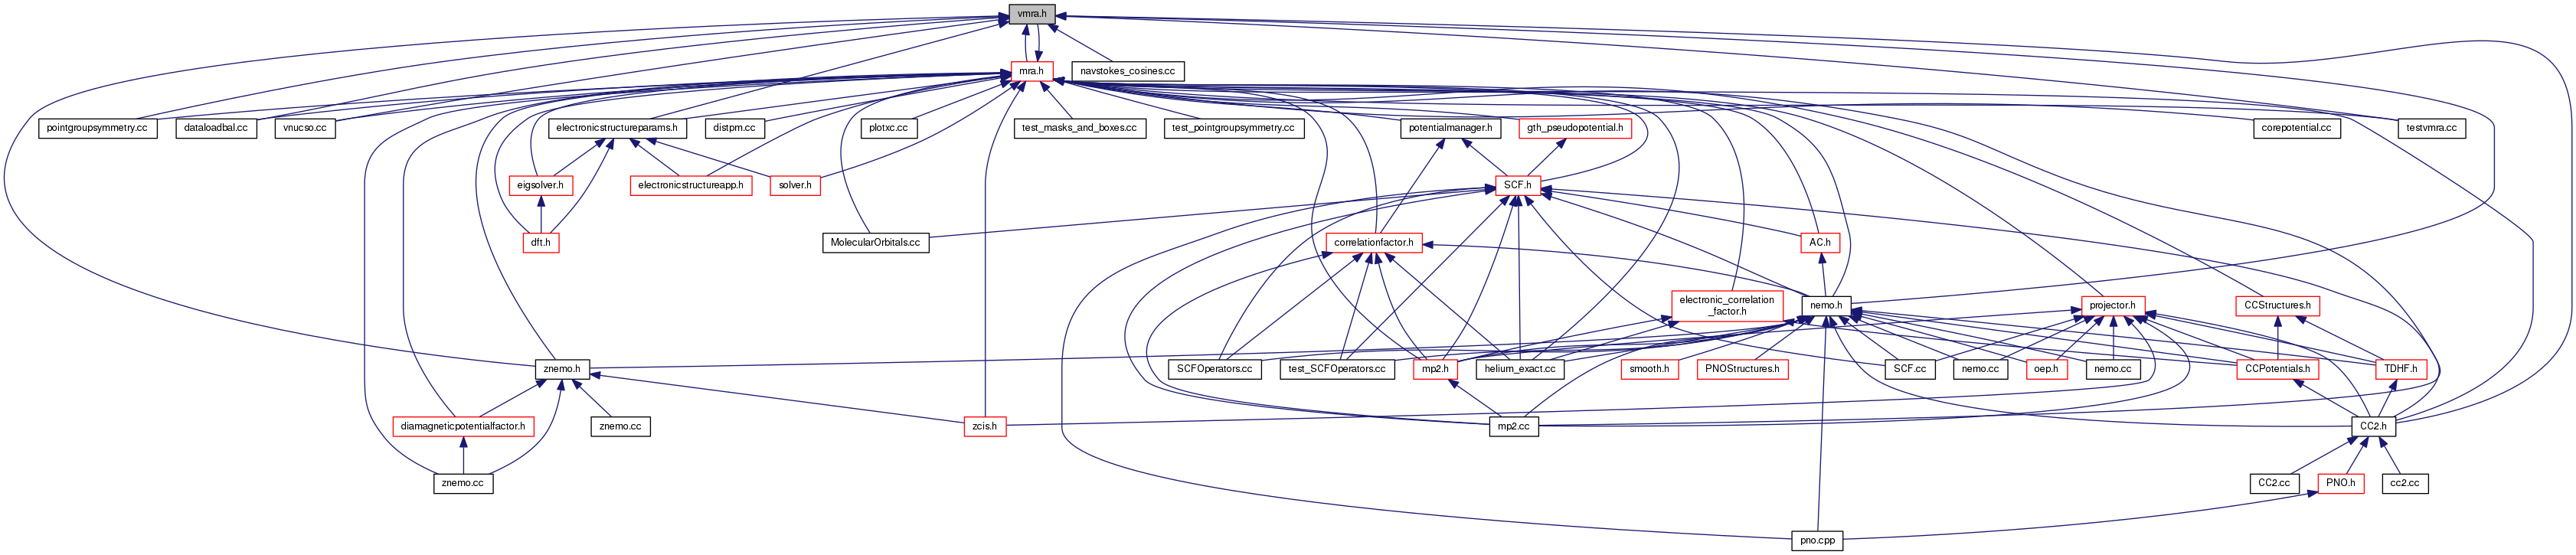 vmra.h
mra.h
navstokes_cosines.cc
pointgroupsymmetry.cc
dataloadbal.cc
vnucso.cc
electronicstructureparams.h
distpm.cc
plotxc.cc
test_masks_and_boxes.cc
test_pointgroupsymmetry.cc
potentialmanager.h
gth_pseudopotential.h
corepotential.cc
testvmra.cc
eigsolver.h
electronicstructureapp.h
solver.h
SCF.h
dft.h
MolecularOrbitals.cc
correlationfactor.h
AC.h
electronic_correlation
_factor.h
nemo.h
projector.h
CCStructures.h
znemo.h
SCFOperators.cc
test_SCFOperators.cc
mp2.h
helium_exact.cc
smooth.h
PNOStructures.h
SCF.cc
nemo.cc
oep.h
nemo.cc
CCPotentials.h
TDHF.h
diamagneticpotentialfactor.h
znemo.cc
zcis.h
mp2.cc
CC2.h
znemo.cc
CC2.cc
PNO.h
cc2.cc
pno.cpp